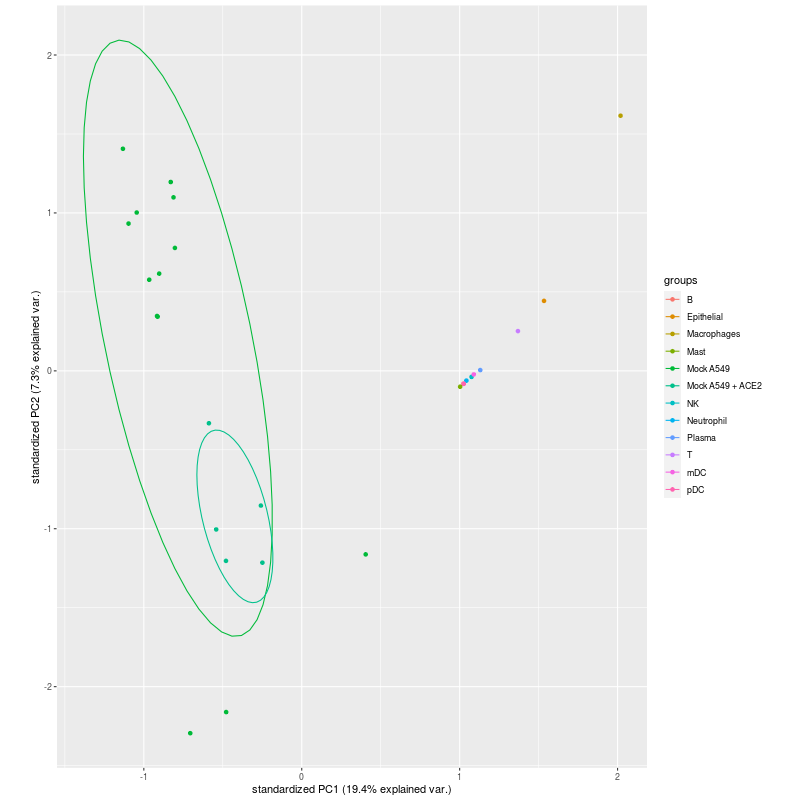 2
1
0
-1
-2
standardized PC2 (7.3% explained var.)
-1
0
1
2
standardized PC1 (19.4% explained var.)
groups
B
Epithelial
Macrophages
Mast
Mock A549
Mock A549 + ACE2
NK
Neutrophil
Plasma
T
mDC
pDC